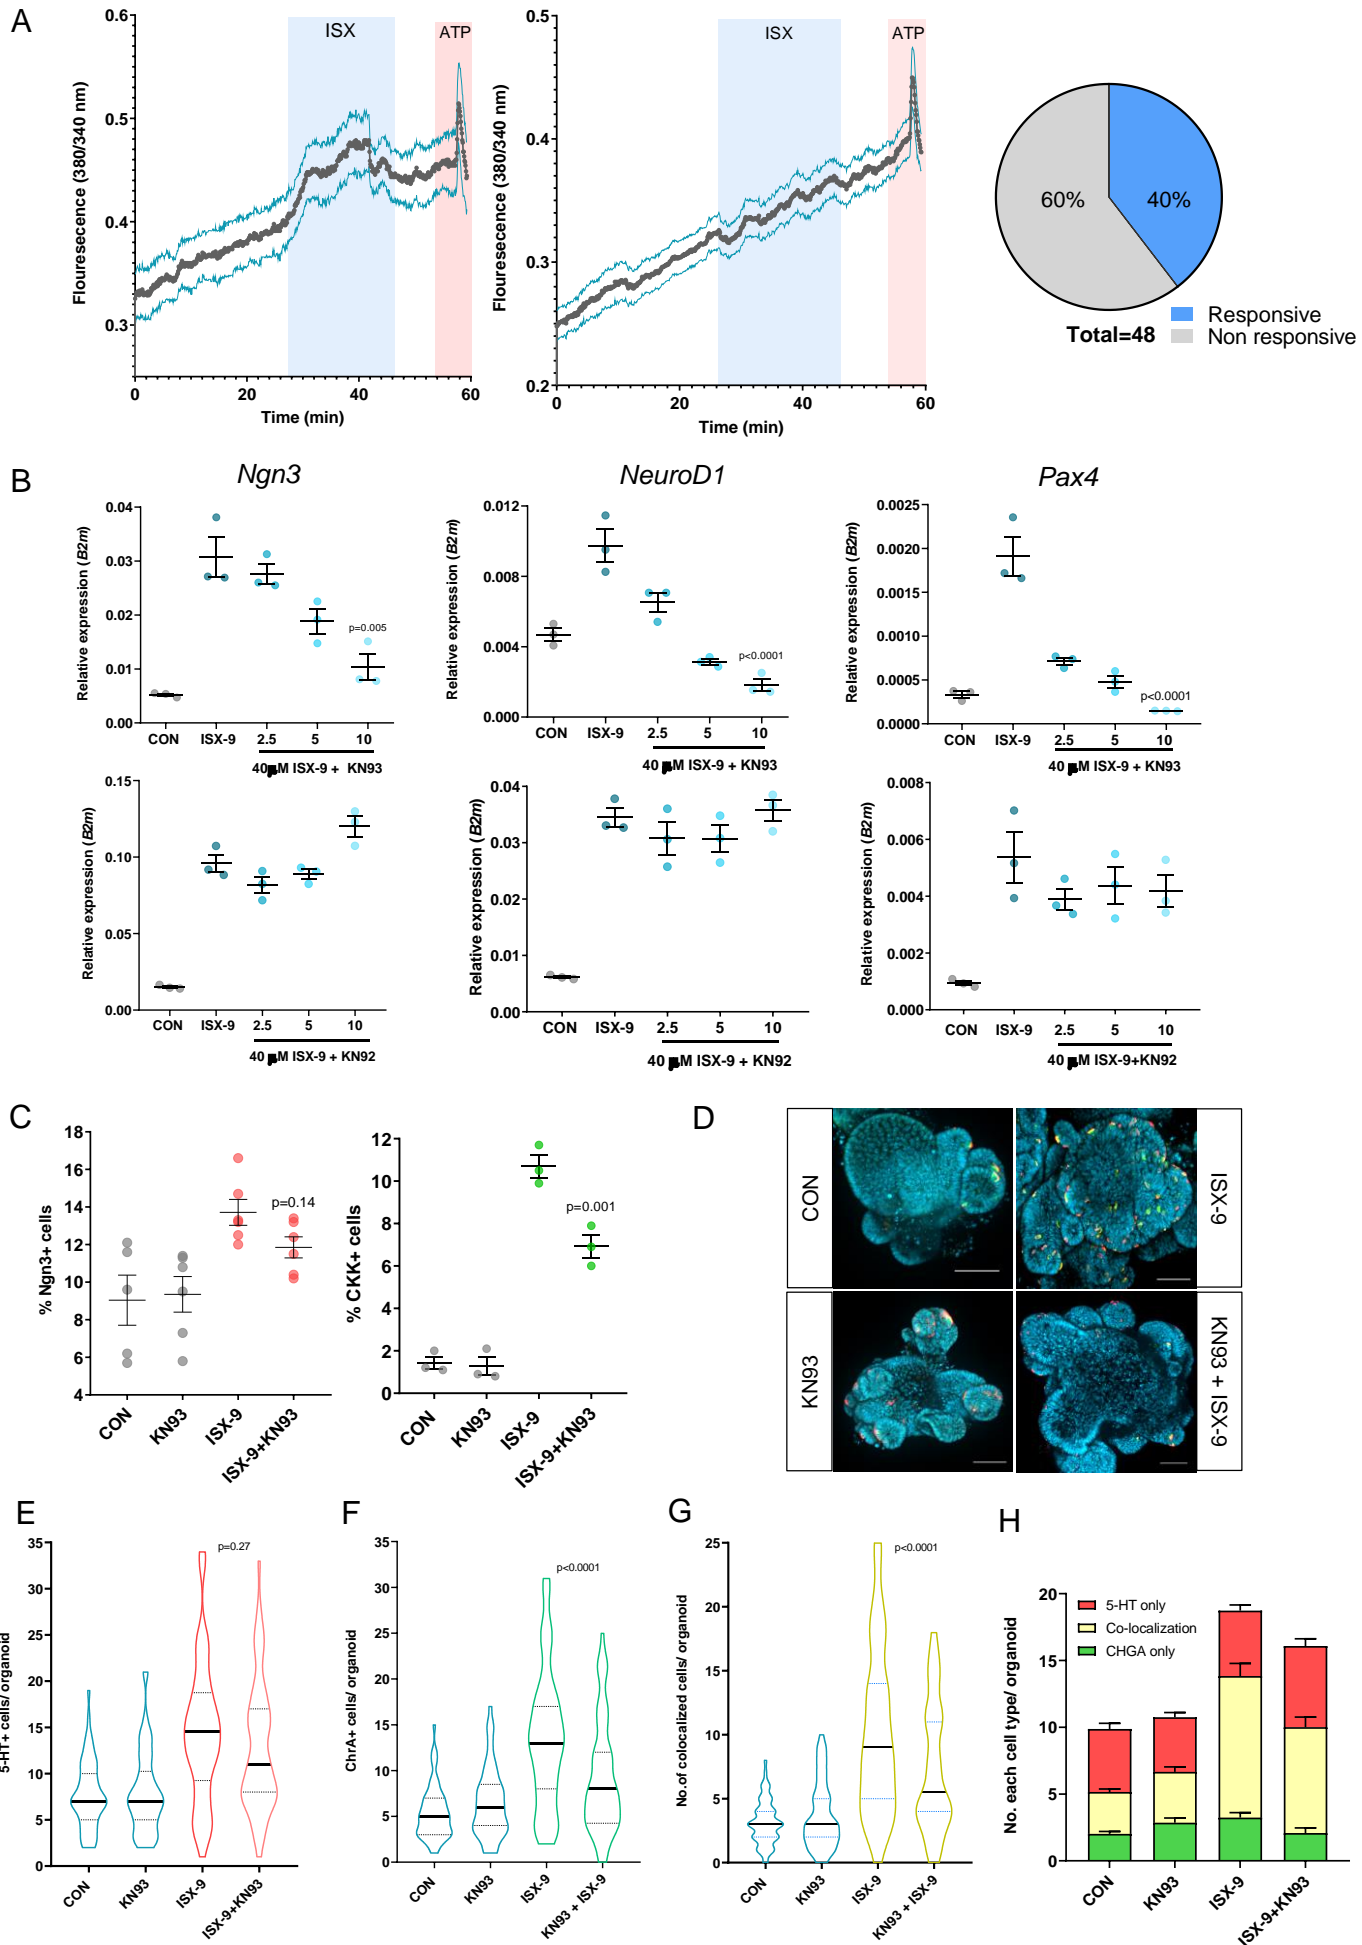 A
0.6
0.5
0.4
0.3
ISX
ATP
Flouresecence (380/340 nm)
0
20
40
60
Time (min)
0.5
0.4
0.3
0.2
ISX
ATP
Flouresecence (380/340 nm)
0
20
40
60
Time (min)
60%
40%
Total=48
Responsive
Non responsive
B
Ngn3
0.04
0.03
0.02
0.01
0.00
Relative expression (B2m)
p=0.005
CON
ISX-9
2.5
5
10
40 μM ISX-9 + KN93
NeuroD1
0.012
0.008
0.004
0.000
Relative expression (B2m)
p<0.0001
CON
ISX-9
2.5
5
10
40 μM ISX-9 + KN93
Pax4
0.0025
0.0020
0.0015
0.0010
0.0005
0.0000
Relative expression (B2m)
p<0.0001
CON
ISX-9
2.5
5
10
40 μM ISX-9 + KN93
0.15
0.10
0.05
0.00
Relative expression (B2m)
CON
ISX-9
2.5
5
10
40 μM ISX-9 + KN92
0.04
0.03
0.02
0.01
0.00
Relative expression (B2m)
CON
ISX-9
2.5
5
10
40 μM ISX-9 + KN92
0.008
0.006
0.004
0.002
0.000
Relative expression (B2m)
CON
ISX-9
2.5
5
10
40 μM ISX-9+KN92
C
18
16
14
12
10
8
6
4
% Ngn3+ cells
p=0.14
CON
KN93
ISX-9
ISX-9+KN93
12
10
8
6
4
2
0
% CKK+ cells
p=0.001
CON
KN93
ISX-9
ISX-9+KN93
D
CON
ISX-9
KN93
KN93 + ISX-9
E
35
30
25
20
15
10
5
0
5-HT+ cells/ organoid
p=0.27
CON
KN93
ISX-9
ISX-9+KN93
F
35
30
25
20
15
10
5
0
ChrA+ cells/ organoid
p<0.0001
CON
KN93
ISX-9
KN93 + ISX-9
G
25
20
15
10
5
0
No.of colocalized cells/ organoid
p<0.0001
CON
KN93
ISX-9
KN93 + ISX-9
H
20
15
10
5
0
No. each cell type/ organoid
5-HT only
Co-localization
CHGA only
CON
KN93
ISX-9
ISX-9+KN93